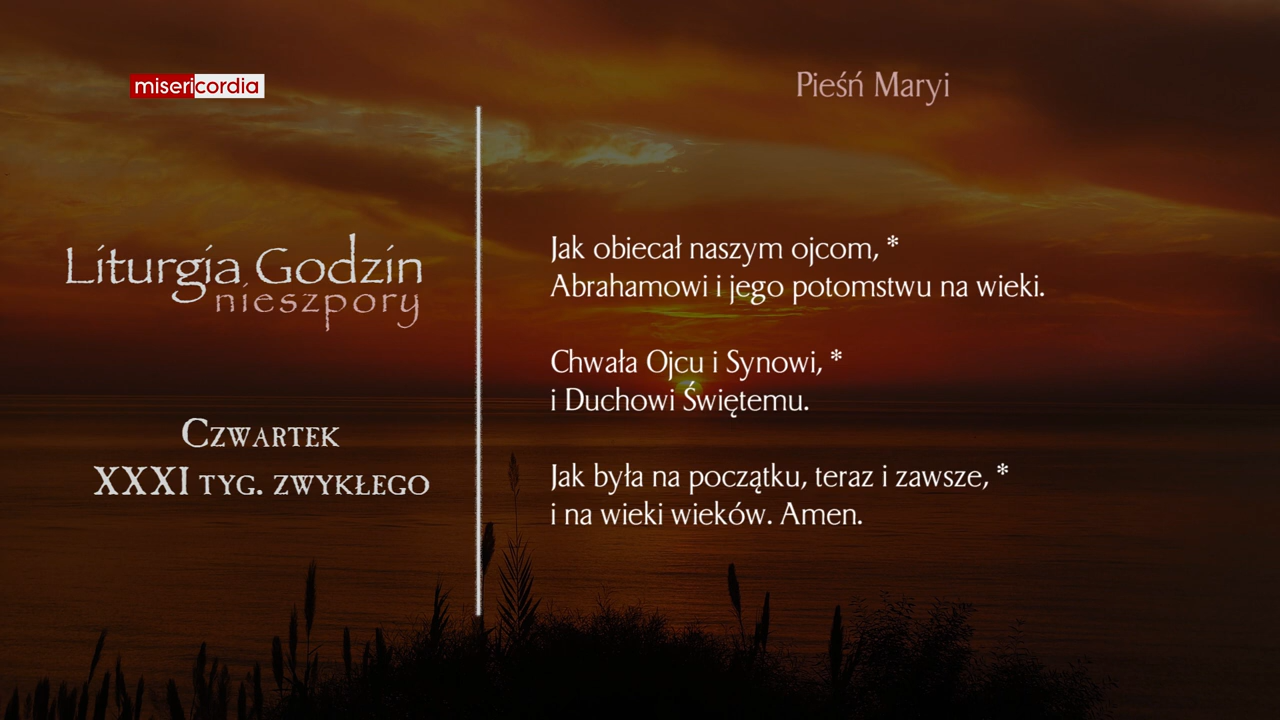 misericordia
Liturgia Godzin
nieszpory
Czwartek
XXXI tyg. zwykłego
Pieśń Maryi
Jak obiecał naszym ojcom, *
Abrahamowi i jego potomstwu na wieki.
Chwała Ojcu i Synowi, *
i Duchowi Świętemu.
Jak była na początku, teraz i zawsze, *
i na wieki wieków. Amen.